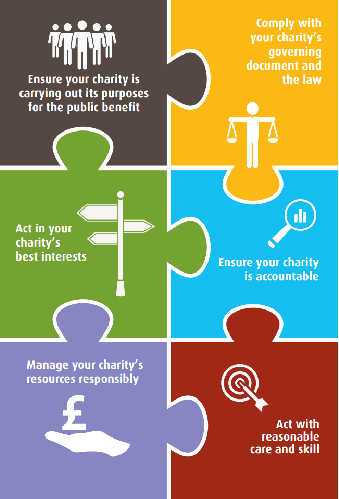 Ensure your charity is
carrying out its purposes
for the public benefit
Comply with
your charity's
governing
document and
the law
Act in your
charity's
best interests
Ensure your charity
is accountable
Manage your charity's
resources responsibly
£
Act with
reasonable
care and skill